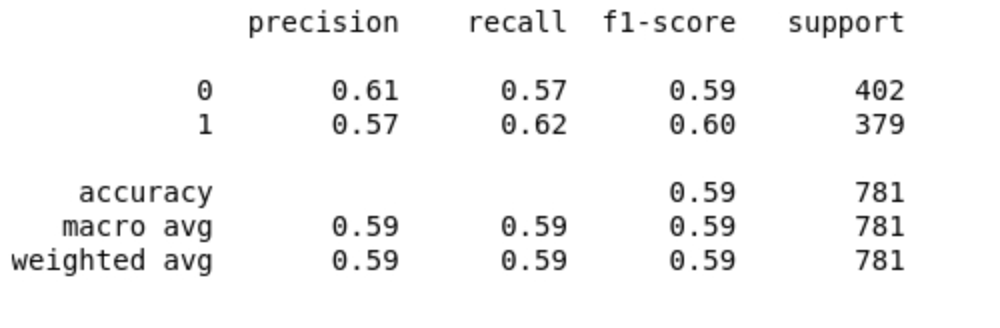 precision recall f1-score support
0 0.61 0.57 0.59 402
1 0.57 0.62 0.60 379
accuracy 0.59 781
macro avg 0.59 0.59 0.59 781
weighted avg 0.59 0.59 0.59 781